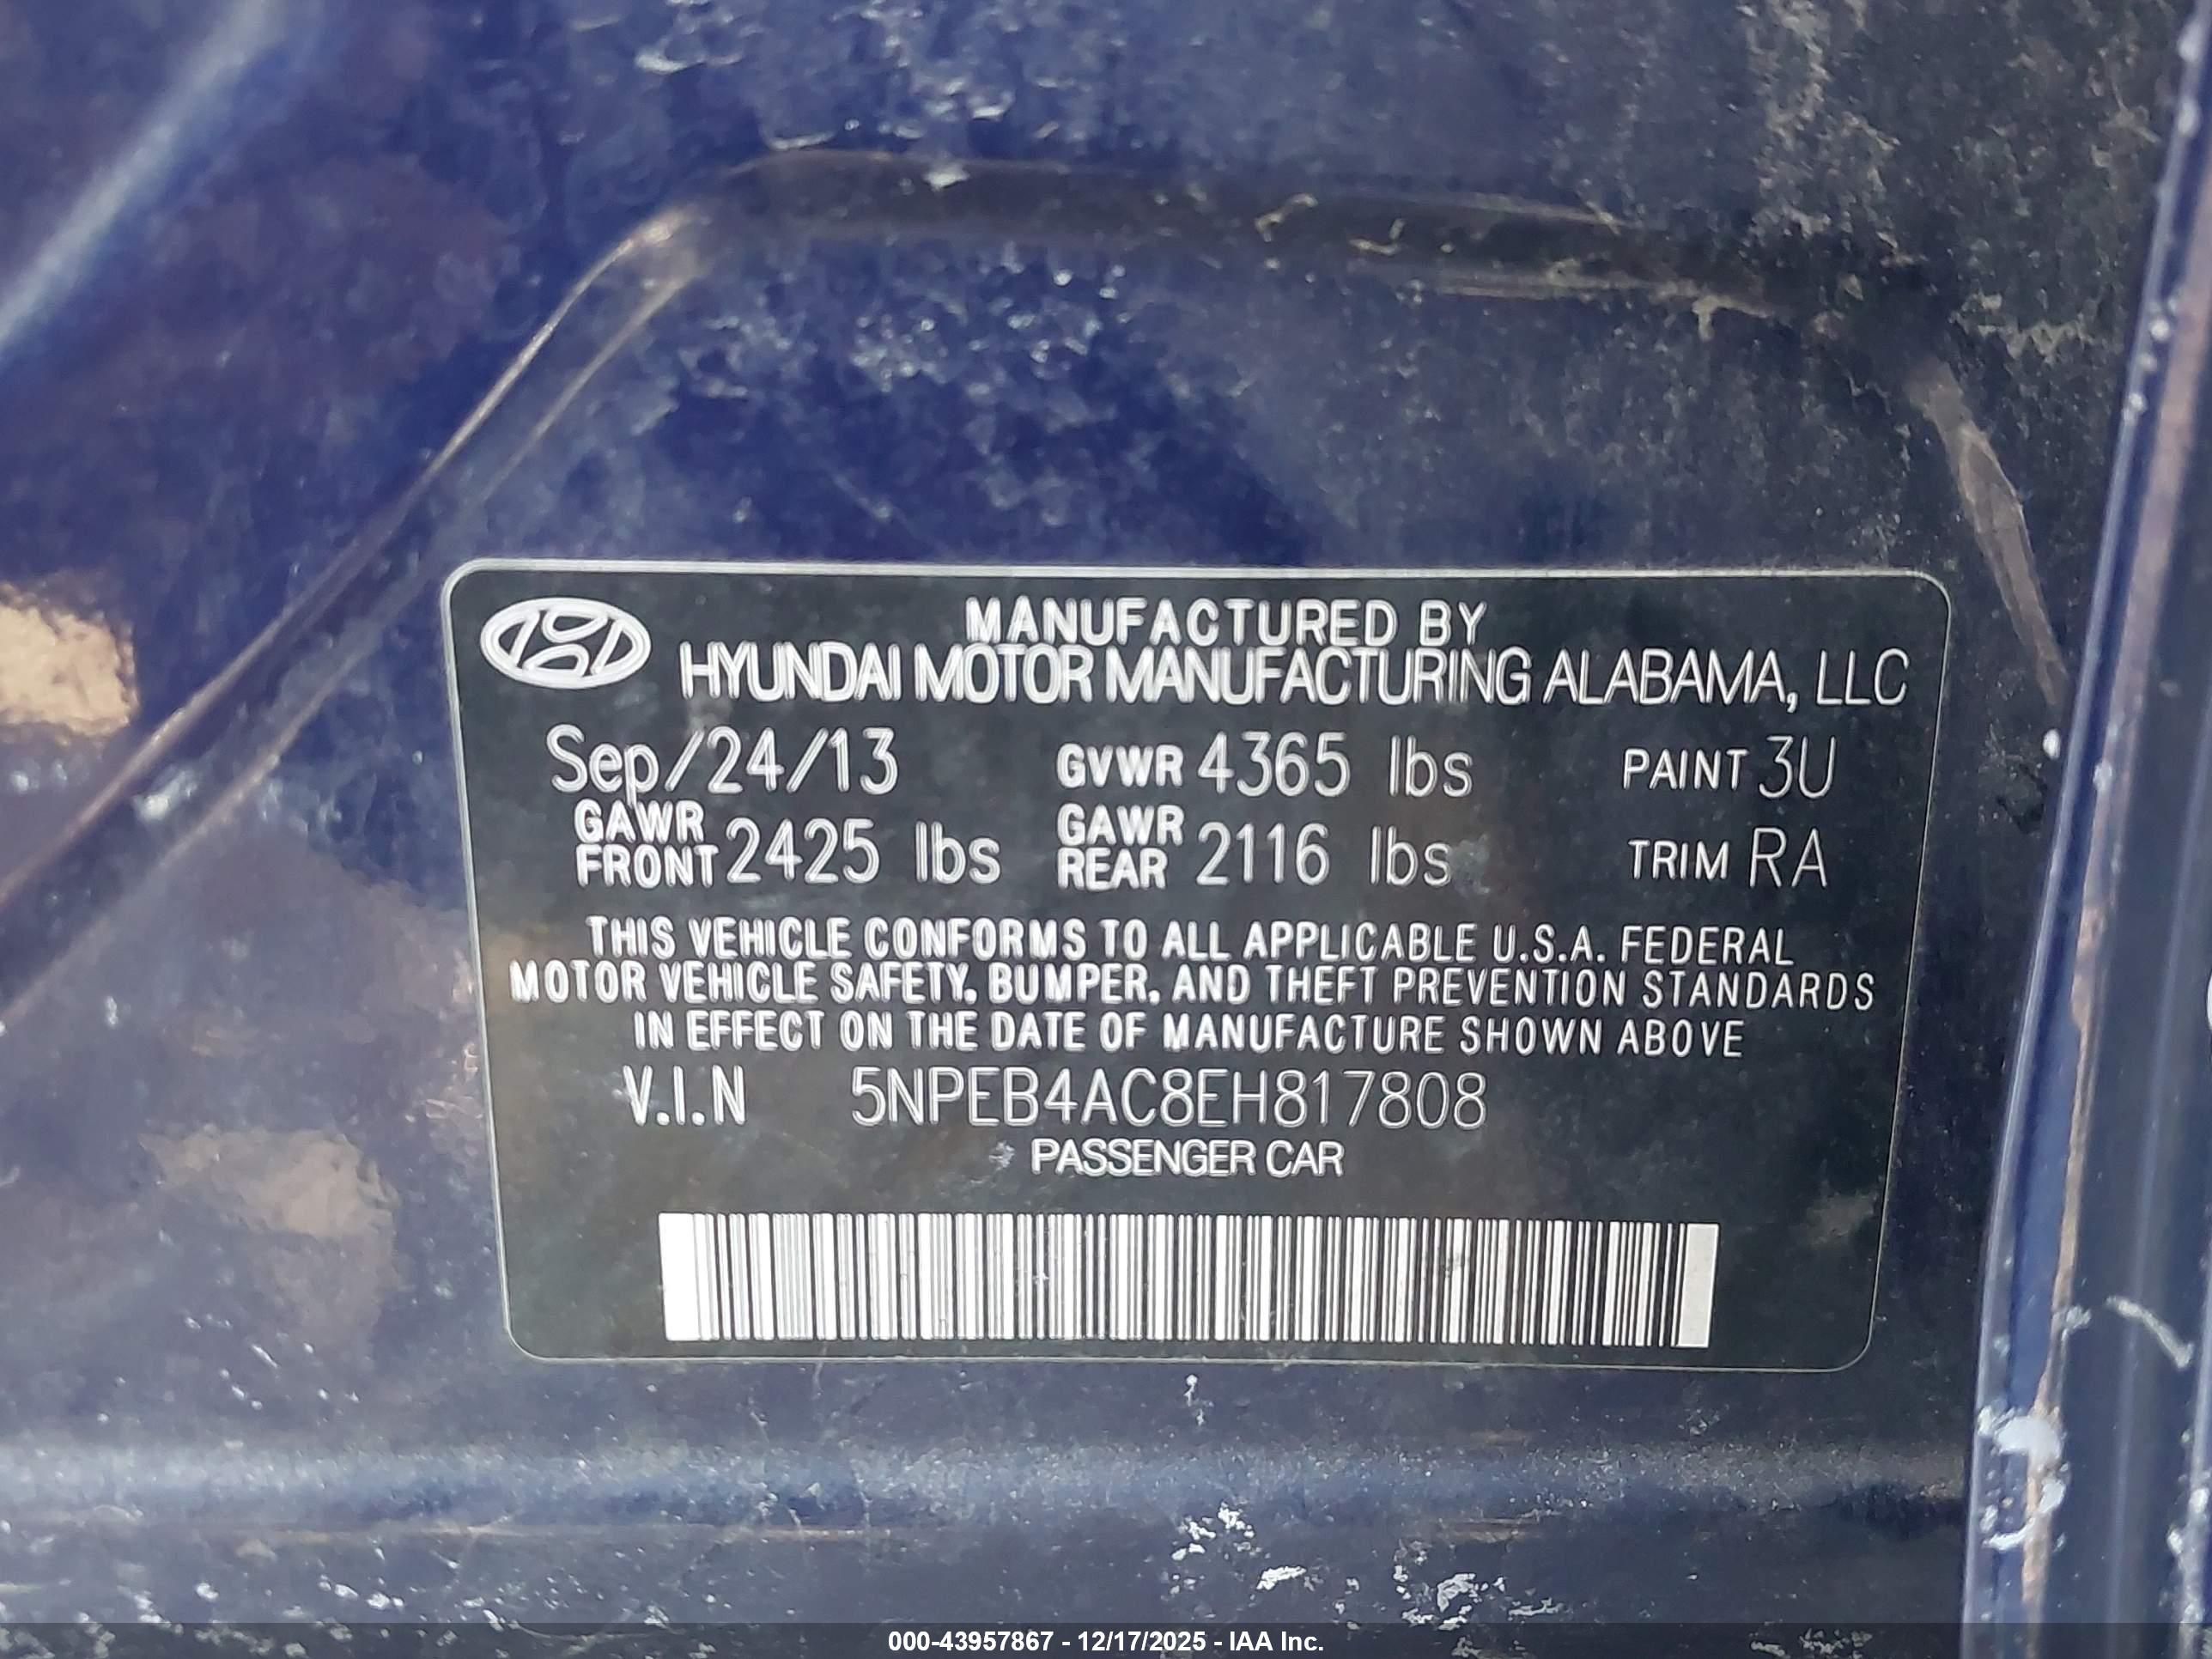 MANUFACTURED BY
HYUNDAI MOTOR MANUFACTURING ALABAMA, LLC
Sep/24/13 GVWR 4365 lbs PAINT 3U
GAWR FRONT 2425 lbs GAWR REAR 2116 lbs TRIM RA
THIS VEHICLE CONFORMS TO ALL APPLICABLE U.S.A. FEDERAL
MOTOR VEHICLE SAFETY, BUMPER, AND THEFT PREVENTION STANDARDS
IN EFFECT ON THE DATE OF MANUFACTURE SHOWN ABOVE
V.I.N 5NPEB4AC8EH817808
PASSENGER CAR
000-43957867 - 12/17/2025 - IAA Inc.